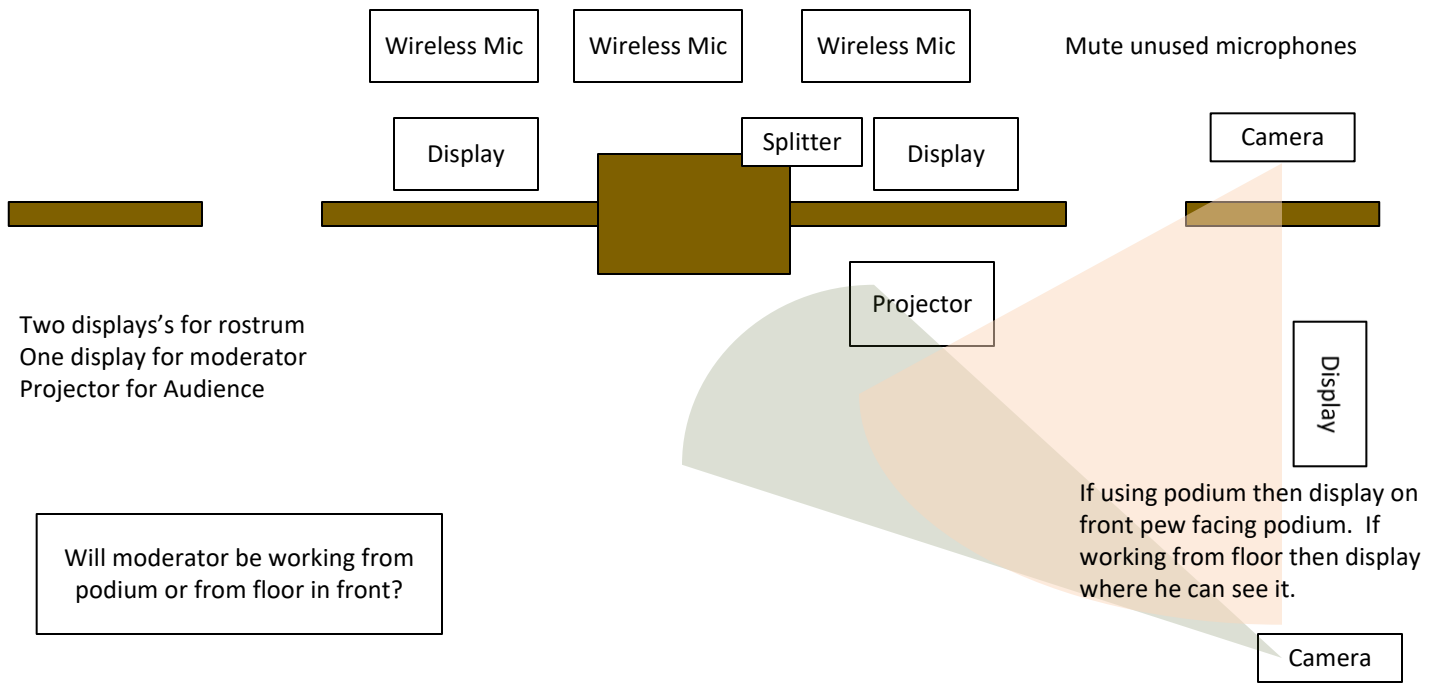 Wireless Mic
Wireless Mic
Wireless Mic
Mute unused microphones
Display
Splitter
Display
Camera
Projector
Two displays’s for rostrum
One display for moderator
Projector for Audience
Display
If using podium then display on
front pew facing podium.  If
working from floor then display
where he can see it.
Will moderator be working from
podium or from floor in front?
Camera